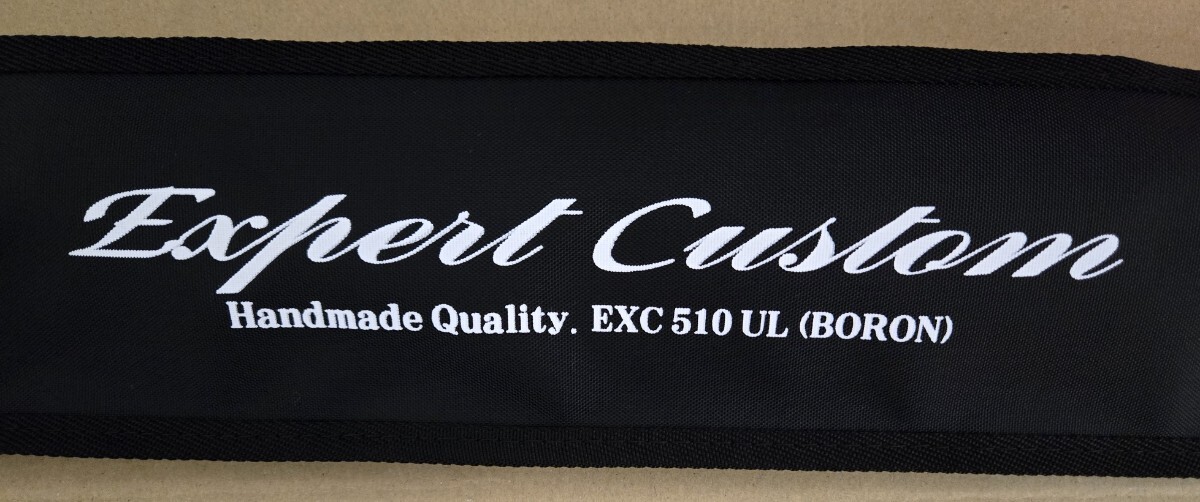 Expert Custom
Handmade Quality. EXC 510 UL (BORON)